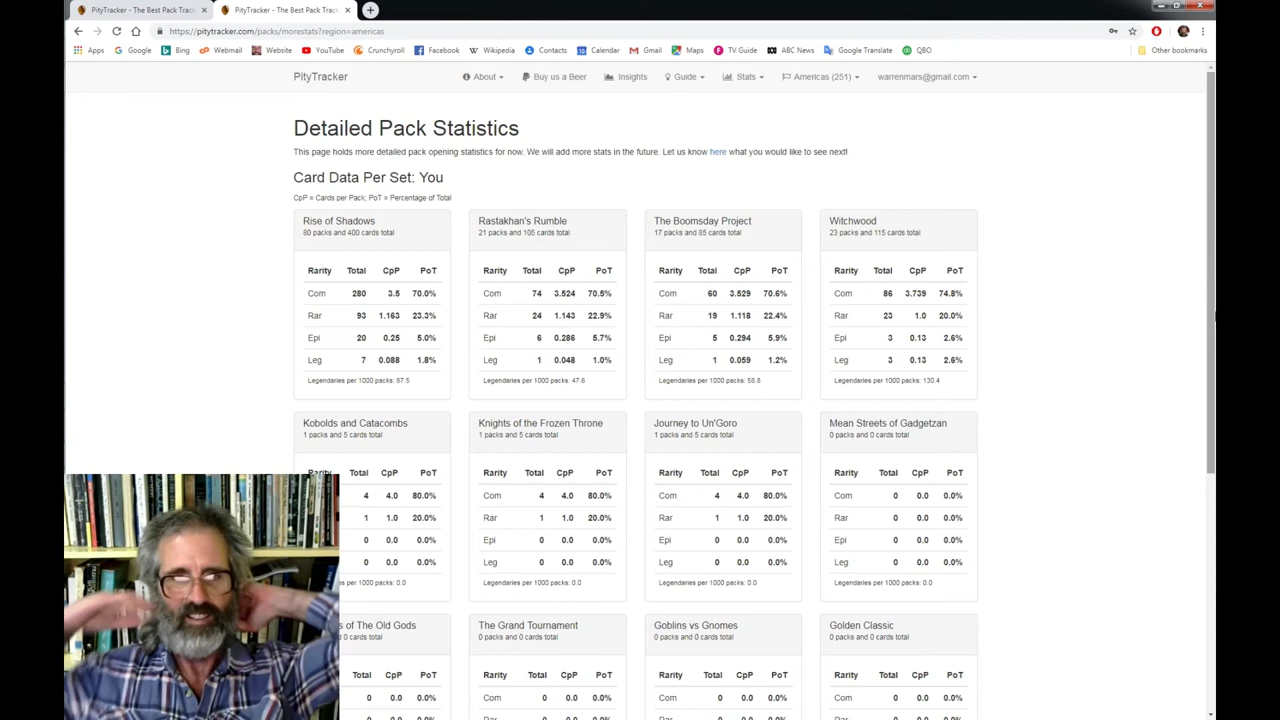 PityTracker - The Best Pack Track
PityTracker - The Best Pack Trac
https://pitytracker.com/packs/morestats?region=americas
Apps Google Bing Webmail Website YouTube Crunchyroll Facebook Wikipedia Contacts Calendar Gmail Maps TV Guide ABC News Google Translate QBO Other bookmarks
PityTracker About Buy us a Beer Insights Guide Stats Americas (251) warrenmars@gmail.com
Detailed Pack Statistics
This page holds more detailed pack opening statistics for now. We will add more stats in the future. Let us know here what you would like to see next!
Card Data Per Set: You
CpP = Cards per Pack; PoT = Percentage of Total
Rise of Shadows
80 packs and 400 cards total
Rarity Total CpP PoT
Com 280 3.5 70.0%
Rar 93 1.163 23.3%
Epi 20 0.25 5.0%
Leg 7 0.088 1.8%
Legendaries per 1000 packs: 87.5
Rastakhan's Rumble
21 packs and 105 cards total
Rarity Total CpP PoT
Com 74 3.524 70.5%
Rar 24 1.143 22.9%
Epi 6 0.286 5.7%
Leg 1 0.048 1.0%
Legendaries per 1000 packs: 47.6
The Boomsday Project
17 packs and 85 cards total
Rarity Total CpP PoT
Com 60 3.529 70.6%
Rar 19 1.118 22.4%
Epi 5 0.294 5.9%
Leg 1 0.059 1.2%
Legendaries per 1000 packs: 58.8
Witchwood
23 packs and 115 cards total
Rarity Total CpP PoT
Com 86 3.739 74.8%
Rar 23 1.0 20.0%
Epi 3 0.13 2.6%
Leg 3 0.13 2.6%
Legendaries per 1000 packs: 130.4
Kobolds and Catacombs
1 packs and 5 cards total
Rarity Total CpP PoT
4 4.0 80.0%
1 1.0 20.0%
0 0.0 0.0%
0 0.0 0.0%
Knights of the Frozen Throne
1 packs and 5 cards total
Rarity Total CpP PoT
Com 4 4.0 80.0%
Rar 1 1.0 20.0%
Epi 0 0.0 0.0%
Leg 0 0.0 0.0%
Legendaries per 1000 packs: 0.0
Journey to Un'Goro
1 packs and 5 cards total
Rarity Total CpP PoT
Com 4 4.0 80.0%
Rar 1 1.0 20.0%
Epi 0 0.0 0.0%
Leg 0 0.0 0.0%
Legendaries per 1000 packs: 0.0
Mean Streets of Gadgetzan
0 packs and 0 cards total
Rarity Total CpP PoT
Com 0 0.0 0.0%
Rar 0 0.0 0.0%
Epi 0 0.0 0.0%
Leg 0 0.0 0.0%
Legendaries per 1000 packs: 0.0
s of The Old Gods
0 cards total
Total CpP PoT
0 0.0 0.0%
The Grand Tournament
0 packs and 0 cards total
Rarity Total CpP PoT
Com 0 0.0 0.0%
Goblins vs Gnomes
0 packs and 0 cards total
Rarity Total CpP PoT
Com 0 0.0 0.0%
Golden Classic
0 packs and 0 cards total
Rarity Total CpP PoT
Com 0 0.0 0.0%